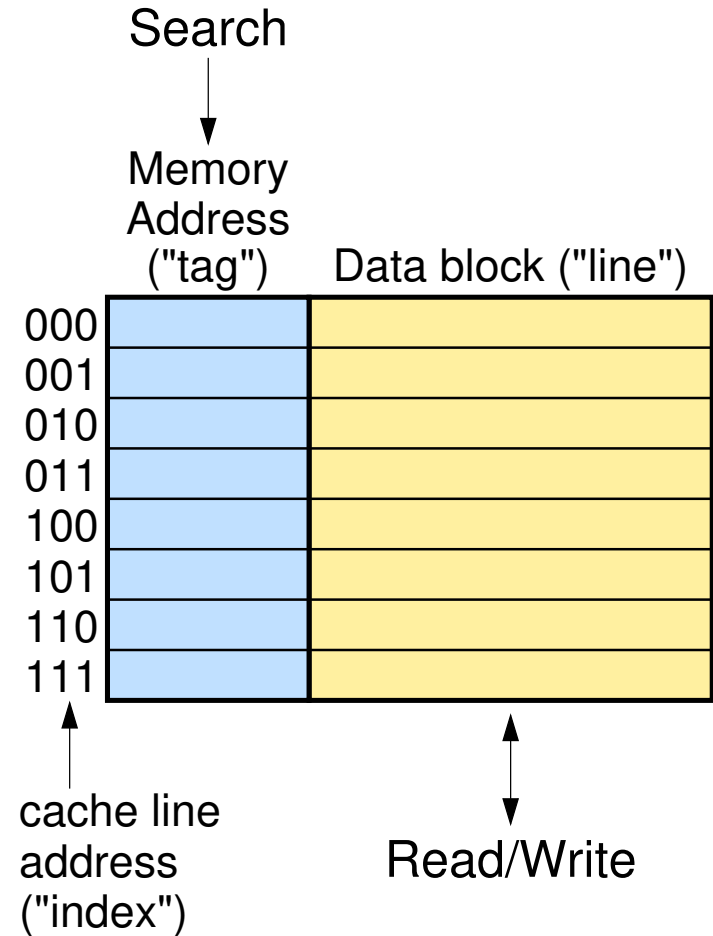 Search
Memory
Address
("tag")
Data block ("line")
000
001
010
011
100
101
110
111
cache line
address
("index")
Read/Write